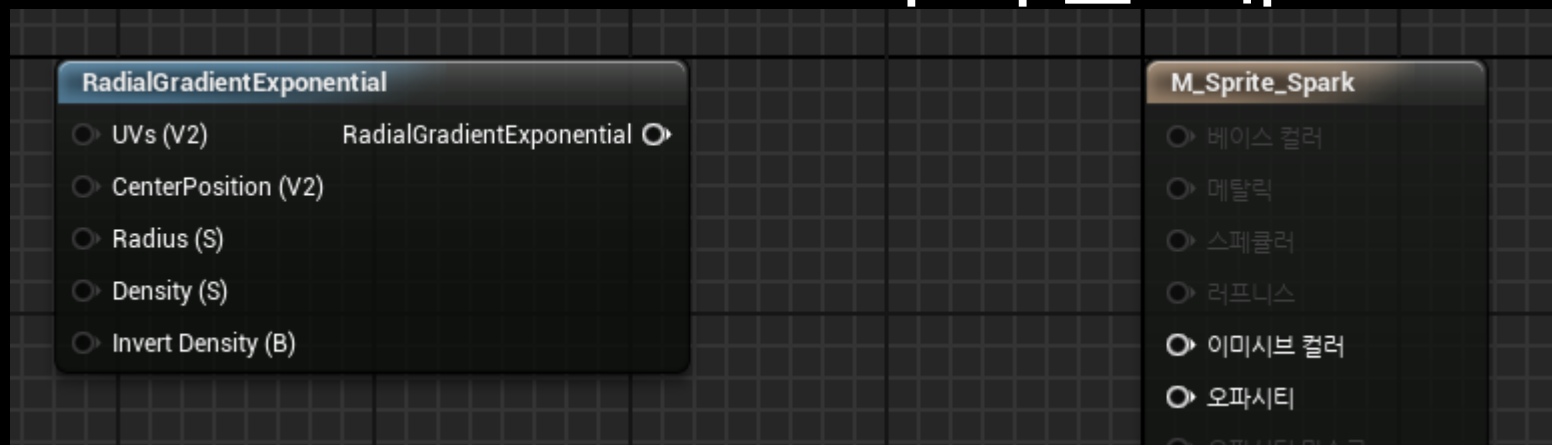 RadialGradientExponential
UVs (V2)
RadialGradientExponential
CenterPosition (V2)
Radius (S)
Density (S)
Invert Density (B)
M_Sprite_Spark
베이스 컬러
메탈릭
스페큘러
러프니스
이미시브 컬러
오파시티